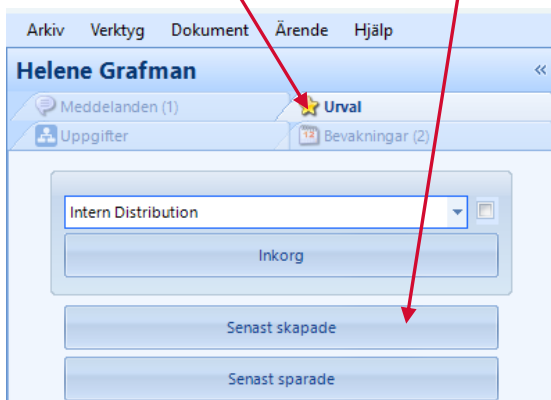 Arkiv Verktyg Dokument Ärende Hjälp
Helene Grafman «
Meddelanden (1) Urval
Uppgifter 12 Bevakningar (2)
Intern Distribution
Inkorg
Senast skapade
Senast sparade